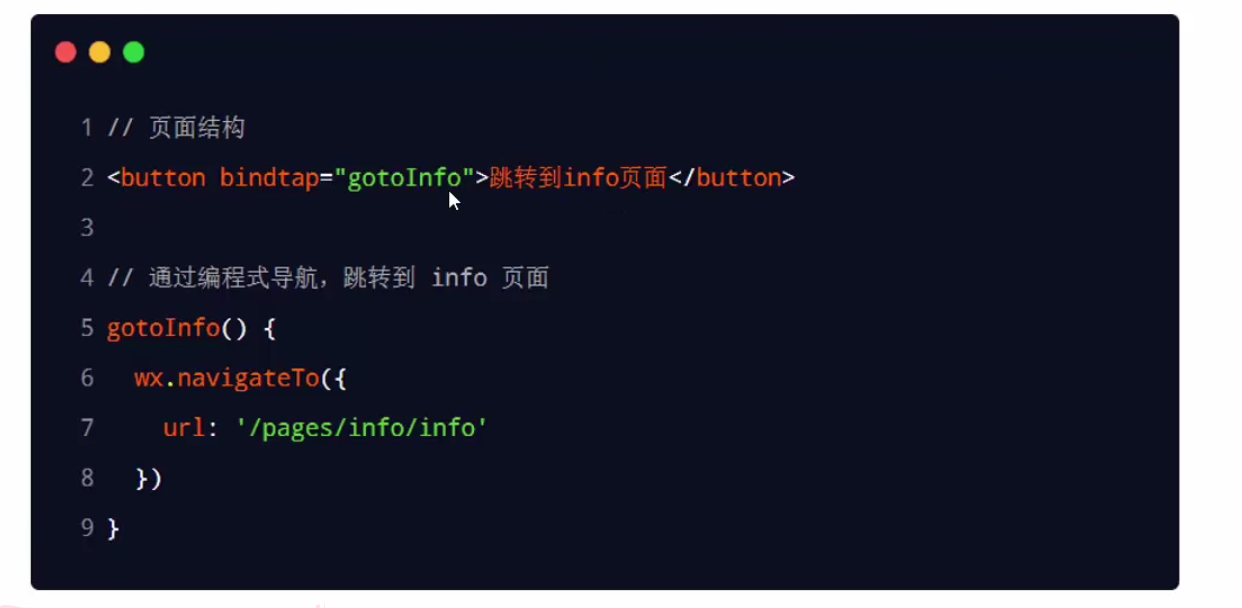 1 // 页面结构
2 <button bindtap="gotoInfo">跳转到info页面</button>
3
4 // 通过编程式导航，跳转到 info 页面
5 gotoInfo() {
6   wx.navigateTo({
7     url: '/pages/info/info'
8   })
9 }